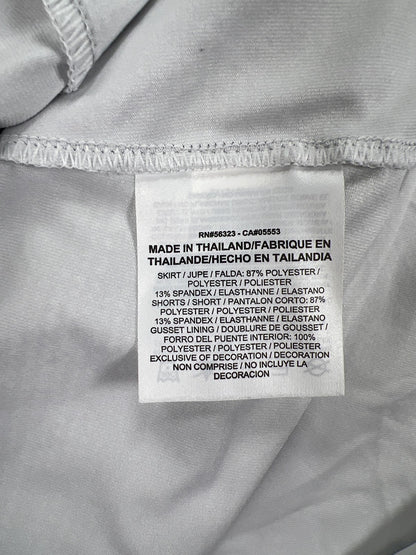 RN#56323 - CA#05553
MADE IN THAILAND/FABRIQUE EN
THAILANDE/HECHO EN TAILANDIA
SKIRT / JUPE / FALDA: 87% POLYESTER /
POLYESTER / POLIESTER
13% SPANDEX / ELASTHANNE / ELASTANO
SHORTS / SHORT / PANTALON CORTO: 87%
POLYESTER / POLYESTER / POLIESTER
13% SPANDEX / ELASTHANNE / ELASTANO
GUSSET LINING / DOUBLURE DE GOUSSET /
FORRO DEL PUENTE INTERIOR: 100%
POLYESTER / POLYESTER / POLIESTER
EXCLUSIVE OF DECORATION / DECORATION
NON COMPRISE / NO INCLUYE LA
DECORACION